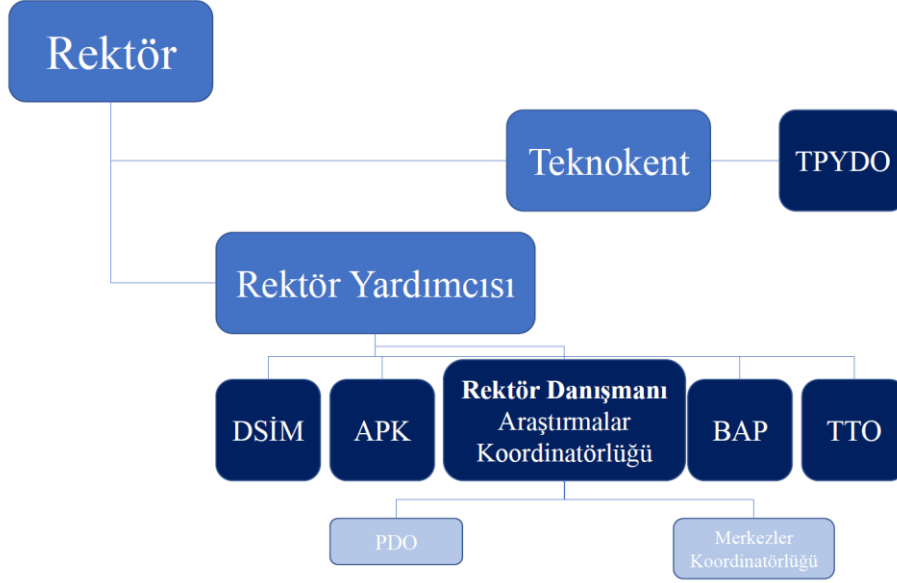 Rektör
Teknokent
TPYDO
Rektör Yardımcısı
DSİM
APK
Rektör Danışmanı
Araştırmalar
Koordinatörlüğü
BAP
TTO
PDO
Merkezler
Koordinatörlüğü